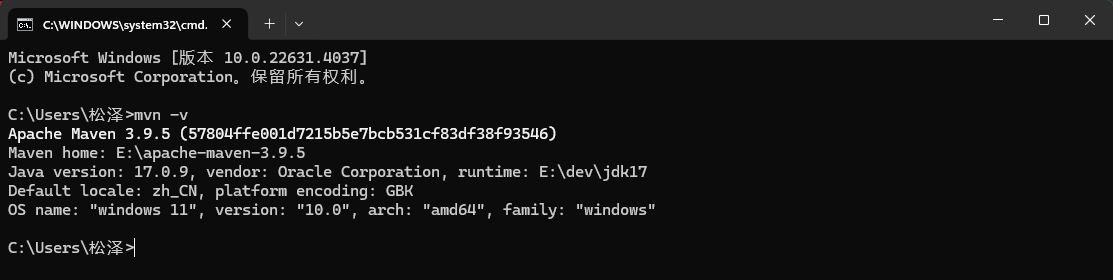 C:\WINDOWS\system32\cmd.
Microsoft Windows [版本 10.0.22631.4037]
(c) Microsoft Corporation。保留所有权利。
C:\Users\松泽>mvn -v
Apache Maven 3.9.5 (57804ffe001d7215b5e7bcb531cf83df38f93546)
Maven home: E:\apache-maven-3.9.5
Java version: 17.0.9, vendor: Oracle Corporation, runtime: E:\dev\jdk17
Default locale: zh_CN, platform encoding: GBK
OS name: "windows 11", version: "10.0", arch: "amd64", family: "windows"
C:\Users\松泽>